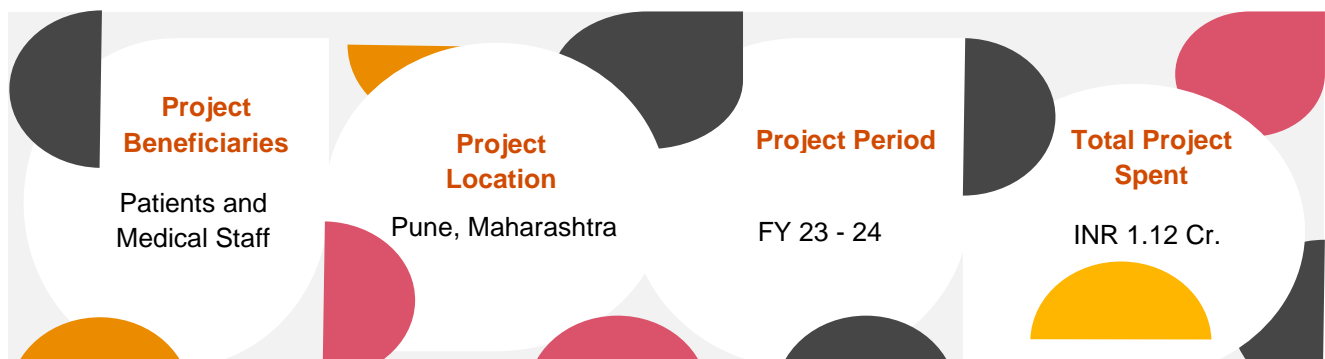 Project
Beneficiaries
Patients and
Medical Staff
Project
Location
Pune, Maharashtra
Project Period
FY 23 - 24
Total Project
Spent
INR 1.12 Cr.